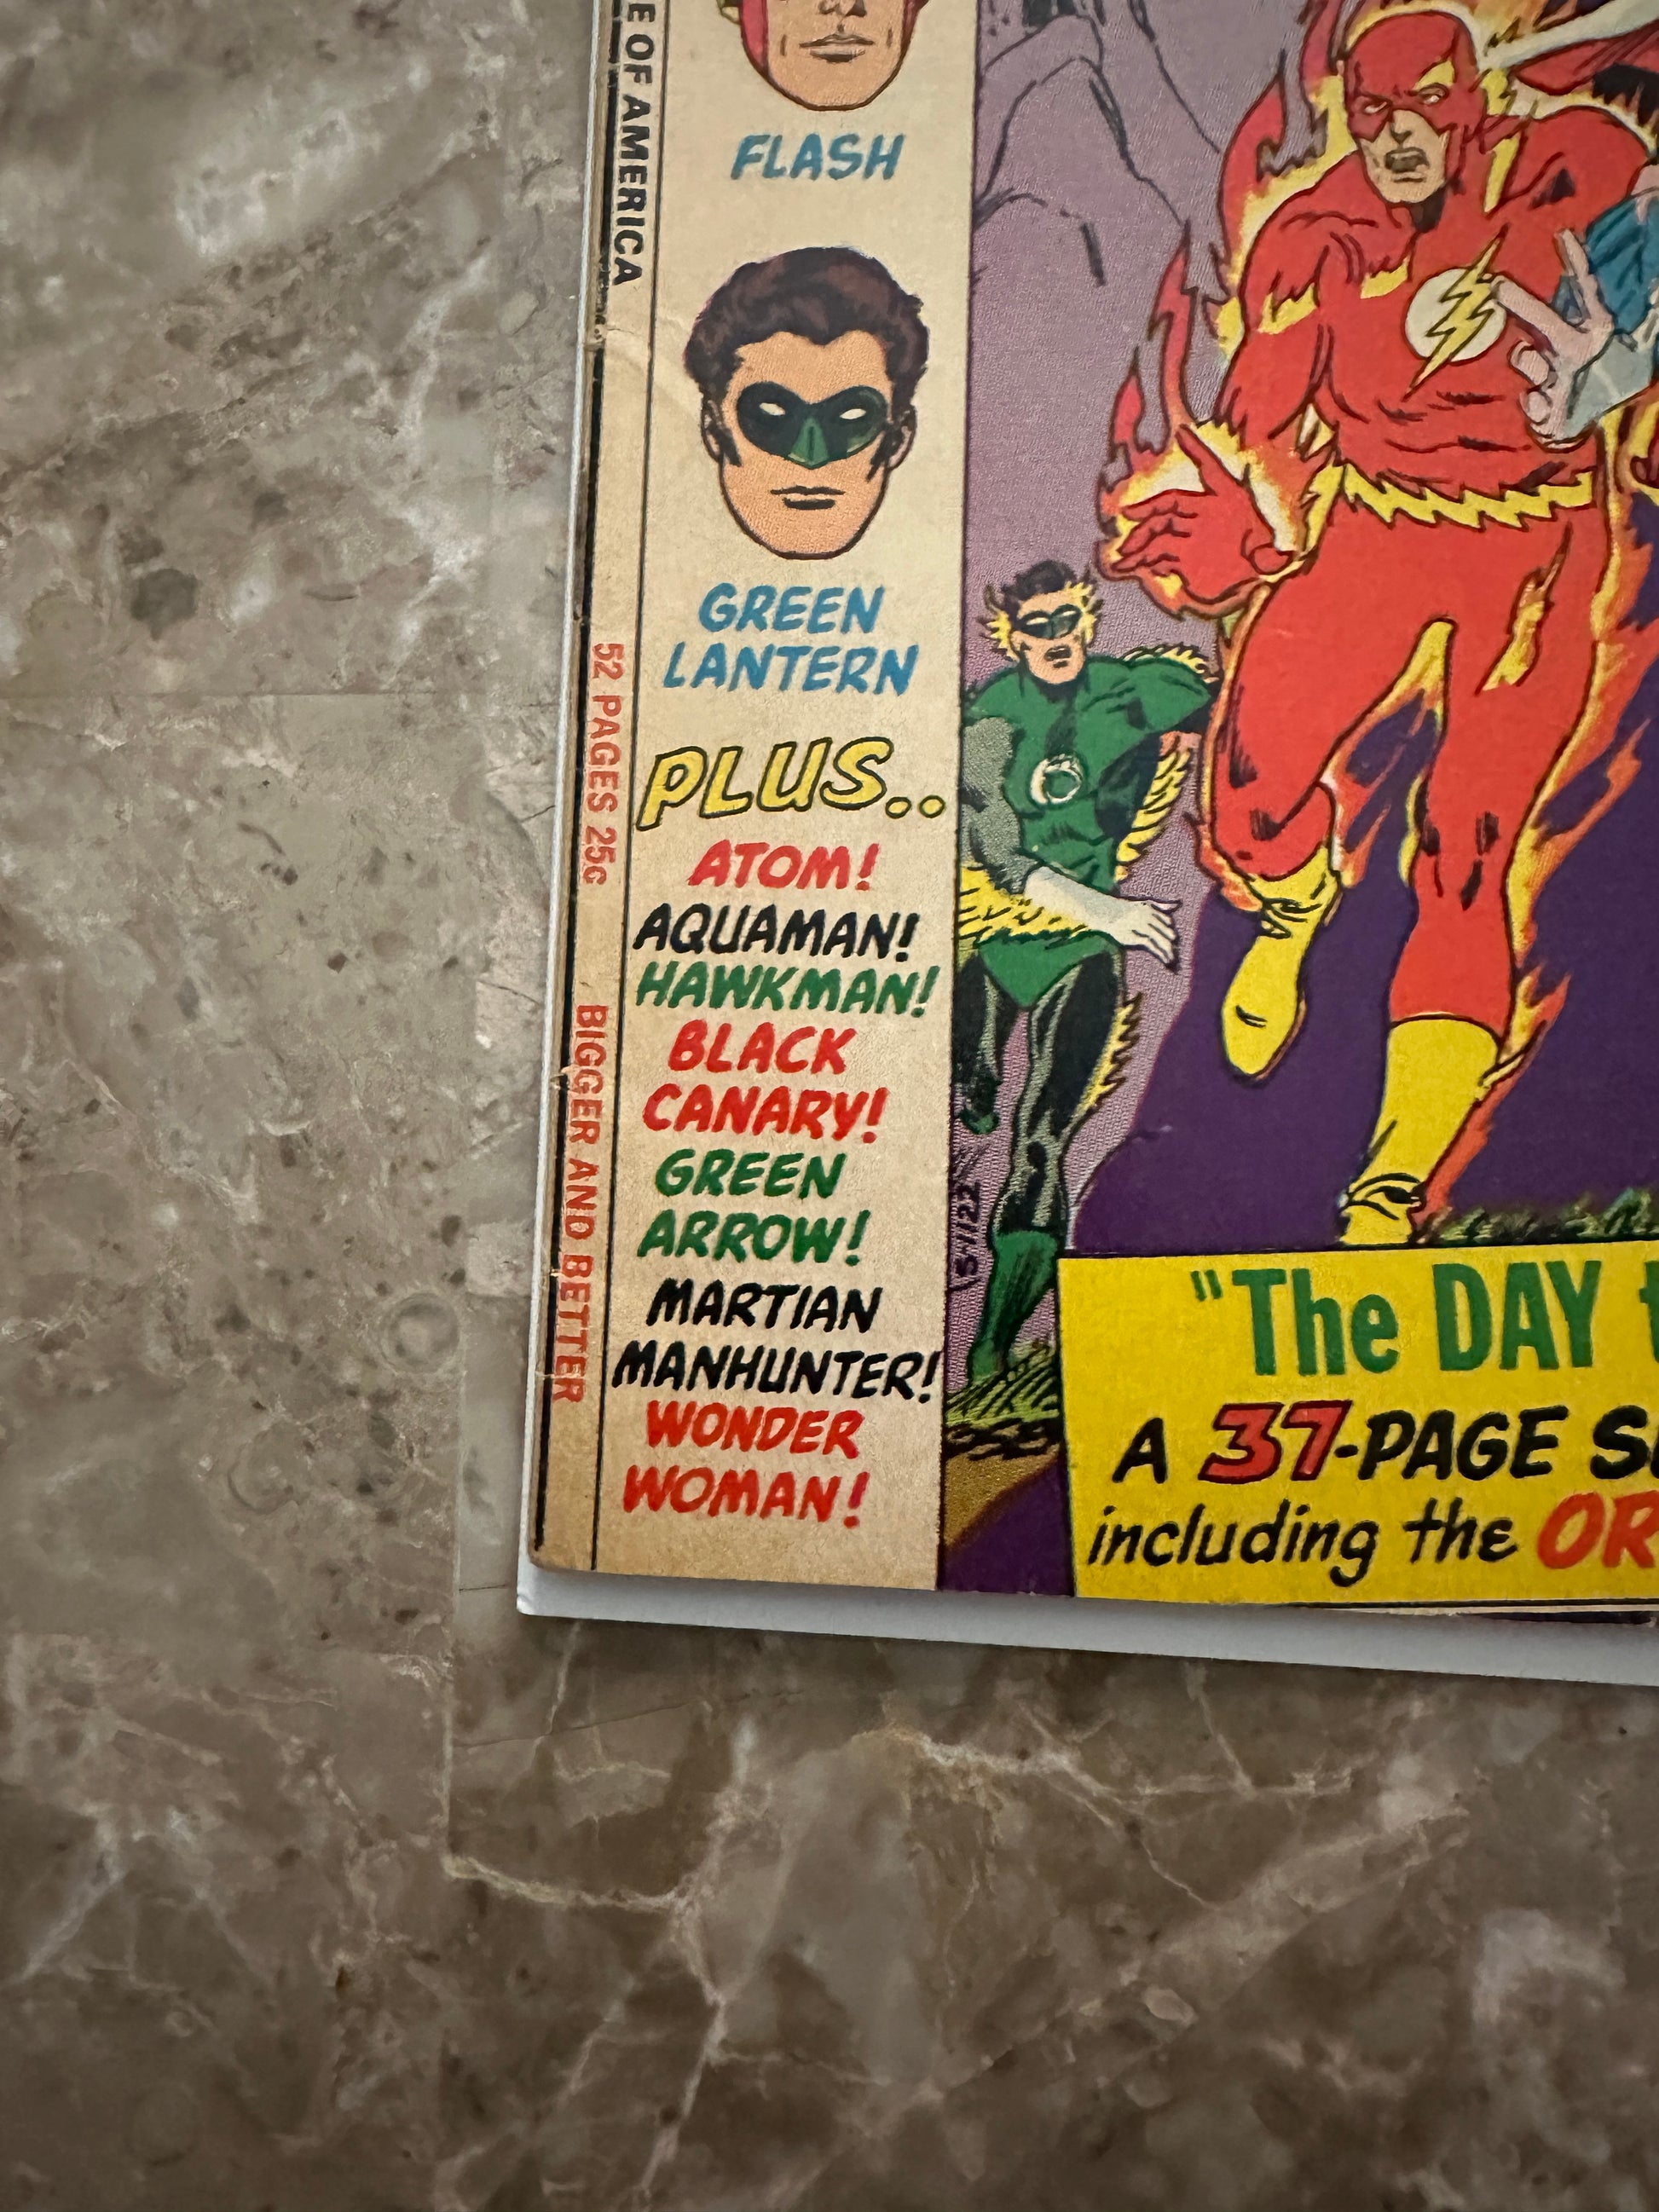 E OF AMERICA
52 PAGES 25¢
BIGGER AND BETTER
FLASH
GREEN
LANTERN
PLUS..
ATOM!
AQUAMAN!
HAWKMAN!
BLACK
CANARY!
GREEN
ARROW!
MARTIAN
MANHUNTER!
WONDER
WOMAN!
"The DAY t
A 37-PAGE S
including the OR